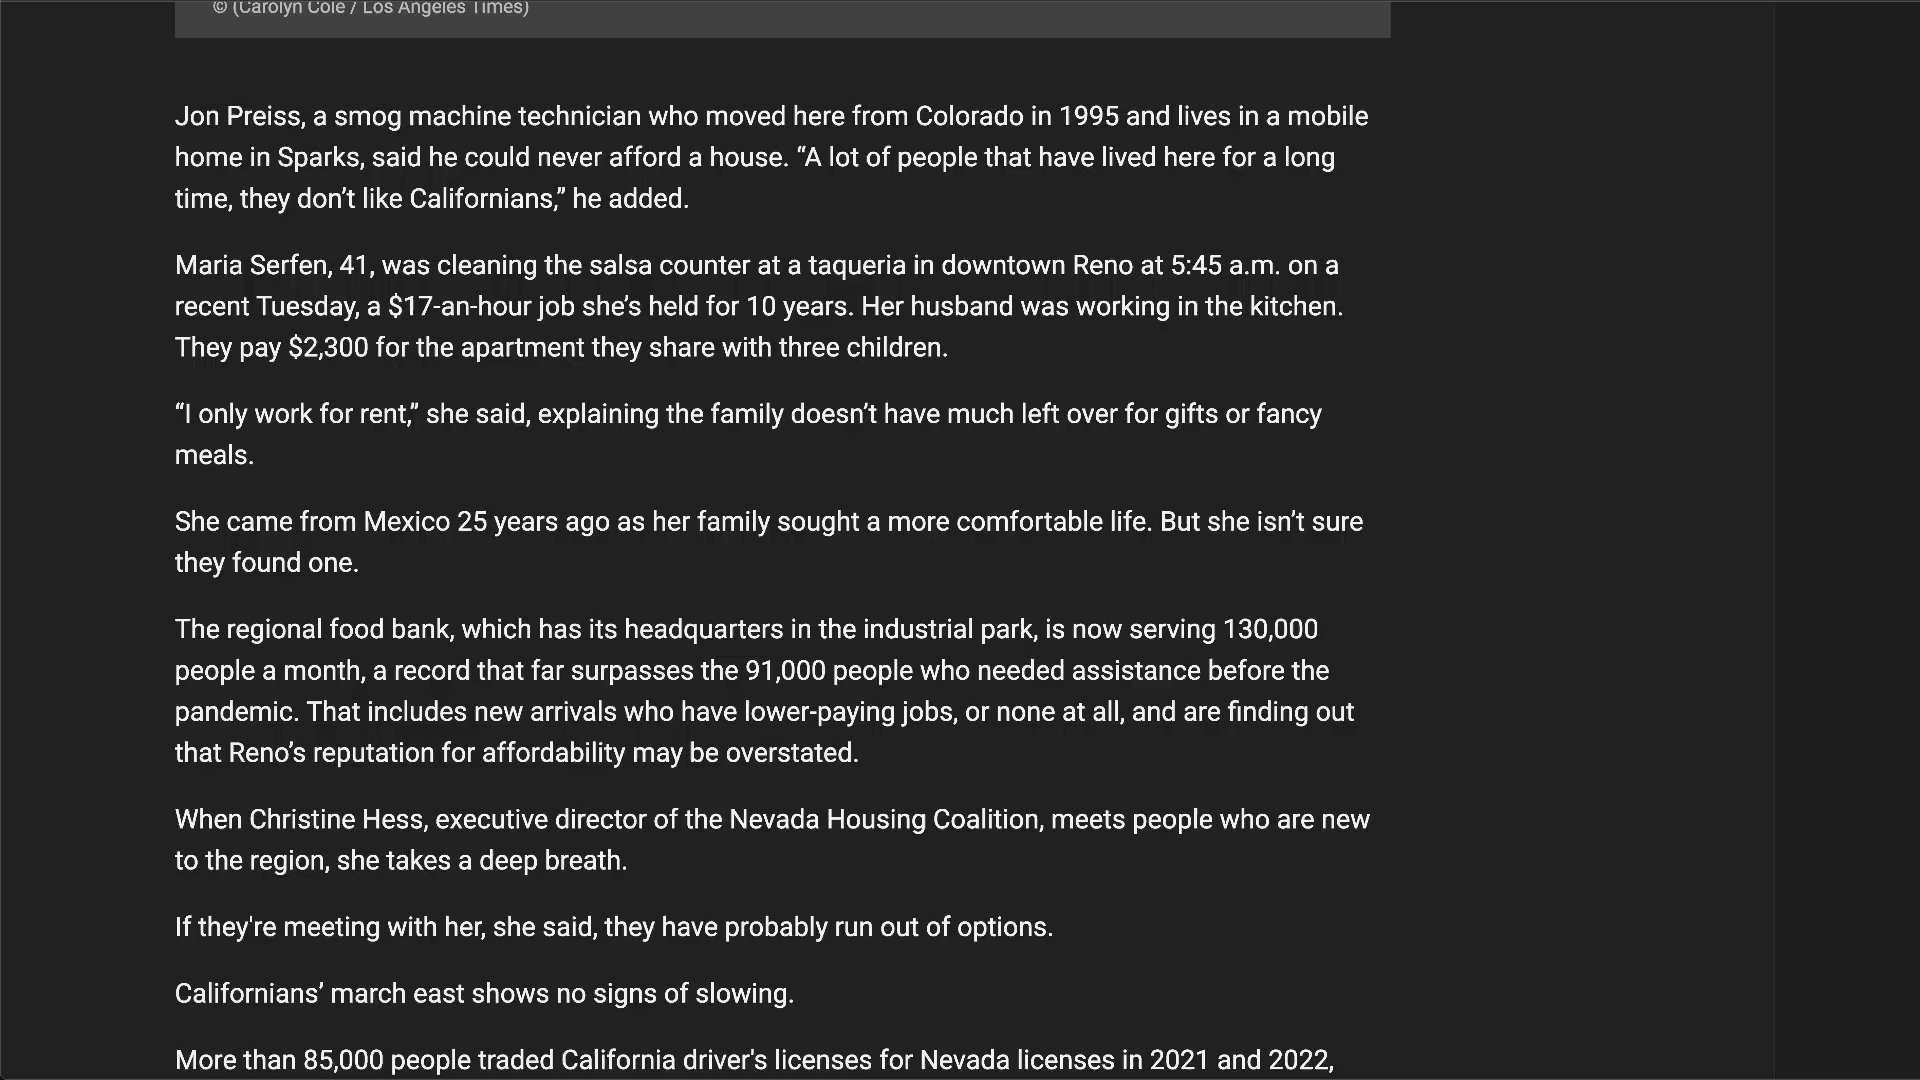 © (Carolyn Cole / Los Angeles Times)
Jon Preiss, a smog machine technician who moved here from Colorado in 1995 and lives in a mobile
home in Sparks, said he could never afford a house. “A lot of people that have lived here for a long
time, they don’t like Californians,” he added.
Maria Serfen, 41, was cleaning the salsa counter at a taqueria in downtown Reno at 5:45 a.m. on a
recent Tuesday, a $17-an-hour job she’s held for 10 years. Her husband was working in the kitchen.
They pay $2,300 for the apartment they share with three children.
“I only work for rent,” she said, explaining the family doesn’t have much left over for gifts or fancy
meals.
She came from Mexico 25 years ago as her family sought a more comfortable life. But she isn’t sure
they found one.
The regional food bank, which has its headquarters in the industrial park, is now serving 130,000
people a month, a record that far surpasses the 91,000 people who needed assistance before the
pandemic. That includes new arrivals who have lower-paying jobs, or none at all, and are finding out
that Reno’s reputation for affordability may be overstated.
When Christine Hess, executive director of the Nevada Housing Coalition, meets people who are new
to the region, she takes a deep breath.
If they're meeting with her, she said, they have probably run out of options.
Californians’ march east shows no signs of slowing.
More than 85,000 people traded California driver's licenses for Nevada licenses in 2021 and 2022,